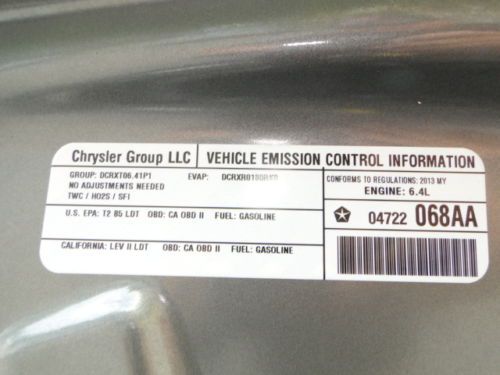 Chrysler Group LLC VEHICLE EMISSION CONTROL INFORMATION
GROUP: DCRXT06.41P1 EVAP:
NO ADJUSTMENTS NEEDED
TWC / HO2S / SFI
CONFORMS TO REGULATIONS: 2013 MY
ENGINE: 6.4L
U.S. EPA: T2 B5 LDT OBD: CA OBD II FUEL: GASOLINE
04722 068AA
CALIFORNIA: LEV II LDT OBD: CA OBD II FUEL: GASOLINE